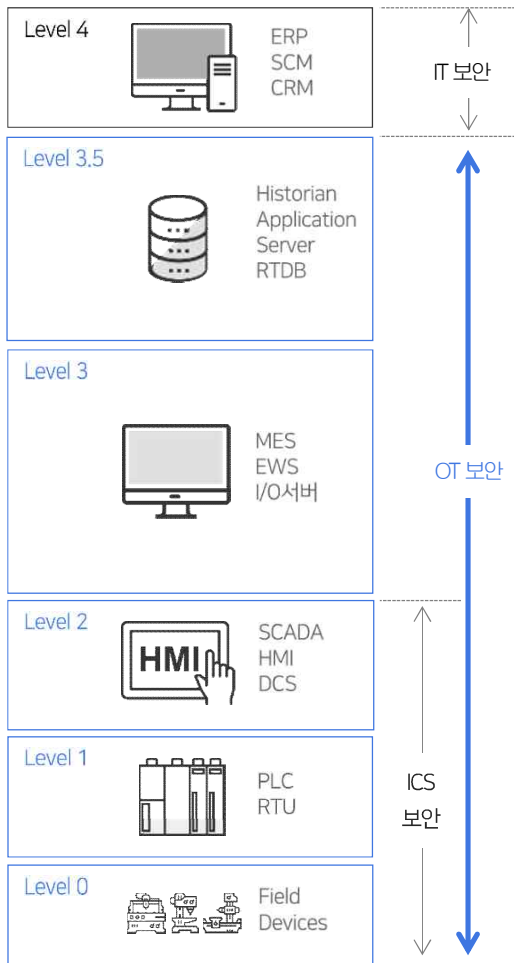 Level 4
ERP
SCM
CRM
IT 보안
Level 3.5
Historian
Application
Server
RTDB
Level 3
MES
EWS
I/O서버
OT 보안
Level 2
HMI
SCADA
HMI
DCS
Level 1
PLC
RTU
ICS
보안
Level 0
Field
Devices